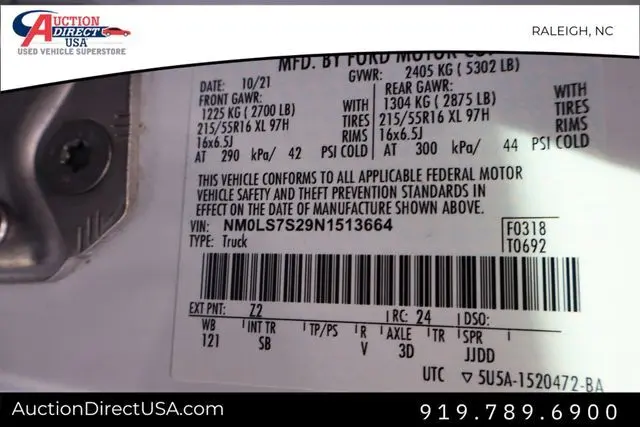 AUCTION
DIRECT
USA
USED VEHICLE SUPERSTORE
RALEIGH, NC
MFD. BY FORD MOTOR CO.
DATE: 10/21 GVWR: 2405 KG ( 5302 LB)
FRONT GAWR: REAR GAWR:
1225 KG ( 2700 LB) WITH 1304 KG ( 2875 LB) WITH
215/55R16 XL 97H TIRES 215/55R16 XL 97H TIRES
16x6.5J RIMS 16x6.5J RIMS
AT 290 kPa/ 42 PSI COLD AT 300 kPa/ 44 PSI COLD
THIS VEHICLE CONFORMS TO ALL APPLICABLE FEDERAL MOTOR
VEHICLE SAFETY AND THEFT PREVENTION STANDARDS IN
EFFECT ON THE DATE OF MANUFACTURE SHOWN ABOVE.
VIN: NM0LS7S29N1513664 F0318
TYPE: Truck T0692
EXT PNT: Z2 RC: 24 DSO:
WB INT TR TP/PS R AXLE TR SPR
121 SB V 3D JJDD
UTC ▽ 5U5A-1520472-BA
AuctionDirectUSA.com 919.789.6900